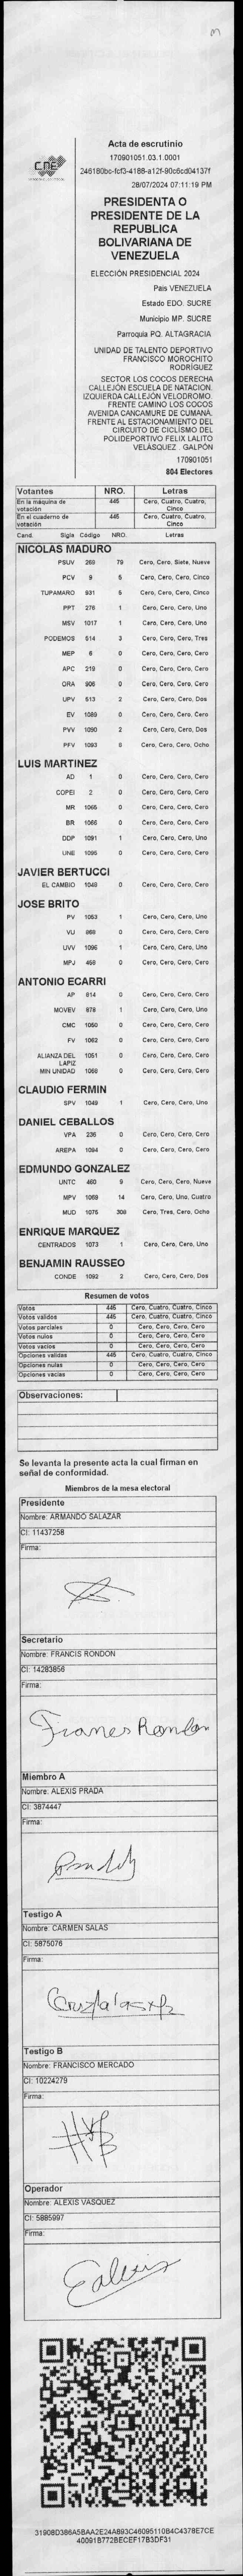 M
CNE
Acta de escrutinio
170901051.03.1.0001
246180bc-fcf3-4188-a12f-90c6cd04137f
28/07/2024 07:11:19 PM
PRESIDENTA O
PRESIDENTE DE LA
REPUBLICA
BOLIVARIANA DE
VENEZUELA
ELECCIÓN PRESIDENCIAL 2024
Pais VENEZUELA
Estado EDO. SUCRE
Municipio MP. SUCRE
Parroquia PQ. ALTAGRACIA
UNIDAD DE TALENTO DEPORTIVO
FRANCISCO MOROCHITO
RODRÍGUEZ
SECTOR LOS COCOS DERECHA
CALLEJÓN ESCUELA DE NATACION.
IZQUIERDA CALLEJÓN VELODROMO.
FRENTE CAMINO LOS COCOS
AVENIDA CANCAMURE DE CUMANÁ.
FRENTE AL ESTACIONAMIENTO DEL
CIRCUITO DE CICLÍSMO DEL
POLIDEPORTIVO FELIX LALITO
VELÁSQUEZ . GALPÓN
170901051
804 Electores
Votantes NRO. Letras
En la máquina de votación 445 Cero, Cuatro, Cuatro, Cinco
En el cuaderno de votación 445 Cero, Cuatro, Cuatro, Cinco
Cand. Sigla Código NRO. Letras
NICOLAS MADURO
PSUV 269 79 Cero, Cero, Siete, Nueve
PCV 9 5 Cero, Cero, Cero, Cinco
TUPAMARO 931 5 Cero, Cero, Cero, Cinco
PPT 276 1 Cero, Cero, Cero, Uno
MSV 1017 1 Cero, Cero, Cero, Uno
PODEMOS 514 3 Cero, Cero, Cero, Tres
MEP 6 0 Cero, Cero, Cero, Cero
APC 219 0 Cero, Cero, Cero, Cero
ORA 906 0 Cero, Cero, Cero, Cero
UPV 513 2 Cero, Cero, Cero, Dos
EV 1089 0 Cero, Cero, Cero, Cero
PVV 1090 2 Cero, Cero, Cero, Dos
PFV 1093 8 Cero, Cero, Cero, Ocho
LUIS MARTINEZ
AD 1 0 Cero, Cero, Cero, Cero
COPEI 2 0 Cero, Cero, Cero, Cero
MR 1065 0 Cero, Cero, Cero, Cero
BR 1066 0 Cero, Cero, Cero, Cero
DDP 1091 1 Cero, Cero, Cero, Uno
UNE 1095 0 Cero, Cero, Cero, Cero
JAVIER BERTUCCI
EL CAMBIO 1048 0 Cero, Cero, Cero, Cero
JOSE BRITO
PV 1053 1 Cero, Cero, Cero, Uno
VU 868 0 Cero, Cero, Cero, Cero
UVV 1096 1 Cero, Cero, Cero, Uno
MPJ 458 0 Cero, Cero, Cero, Cero
ANTONIO ECARRI
AP 814 0 Cero, Cero, Cero, Cero
MOVEV 878 1 Cero, Cero, Cero, Uno
CMC 1050 0 Cero, Cero, Cero, Cero
FV 1062 0 Cero, Cero, Cero, Cero
ALIANZA DEL LAPIZ 1051 0 Cero, Cero, Cero, Cero
MIN UNIDAD 1068 0 Cero, Cero, Cero, Cero
CLAUDIO FERMIN
SPV 1049 1 Cero, Cero, Cero, Uno
DANIEL CEBALLOS
VPA 236 0 Cero, Cero, Cero, Cero
AREPA 1094 0 Cero, Cero, Cero, Cero
EDMUNDO GONZALEZ
UNTC 460 9 Cero, Cero, Cero, Nueve
MPV 1069 14 Cero, Cero, Uno, Cuatro
MUD 1075 308 Cero, Tres, Cero, Ocho
ENRIQUE MARQUEZ
CENTRADOS 1073 1 Cero, Cero, Cero, Uno
BENJAMIN RAUSSEO
CONDE 1092 2 Cero, Cero, Cero, Dos
Resumen de votos
Votos 445 Cero, Cuatro, Cuatro, Cinco
Votos validos 445 Cero, Cuatro, Cuatro, Cinco
Votos parciales 0 Cero, Cero, Cero, Cero
Votos nulos 0 Cero, Cero, Cero, Cero
Votos vacios 0 Cero, Cero, Cero, Cero
Opciones validas 445 Cero, Cuatro, Cuatro, Cinco
Opciones nulas 0 Cero, Cero, Cero, Cero
Opciones vacias 0 Cero, Cero, Cero, Cero
Observaciones:
Se levanta la presente acta la cual firman en
señal de conformidad.
Miembros de la mesa electoral
Presidente
Nombre: ARMANDO SALAZAR
CI: 11437258
Firma:
Secretario
Nombre: FRANCIS RONDON
CI: 14283856
Firma:
Frances Rondon
Miembro A
Nombre: ALEXIS PRADA
CI: 3874447
Firma:
Testigo A
Nombre: CARMEN SALAS
CI: 5875076
Firma:
Testigo B
Nombre: FRANCISCO MERCADO
CI: 10224279
Firma:
Operador
Nombre: ALEXIS VASQUEZ
CI: 5885997
Firma:
31908D386A5BAA2E24A893C46095110B4C4378E7CE
40091B772BECEF17B3DF31